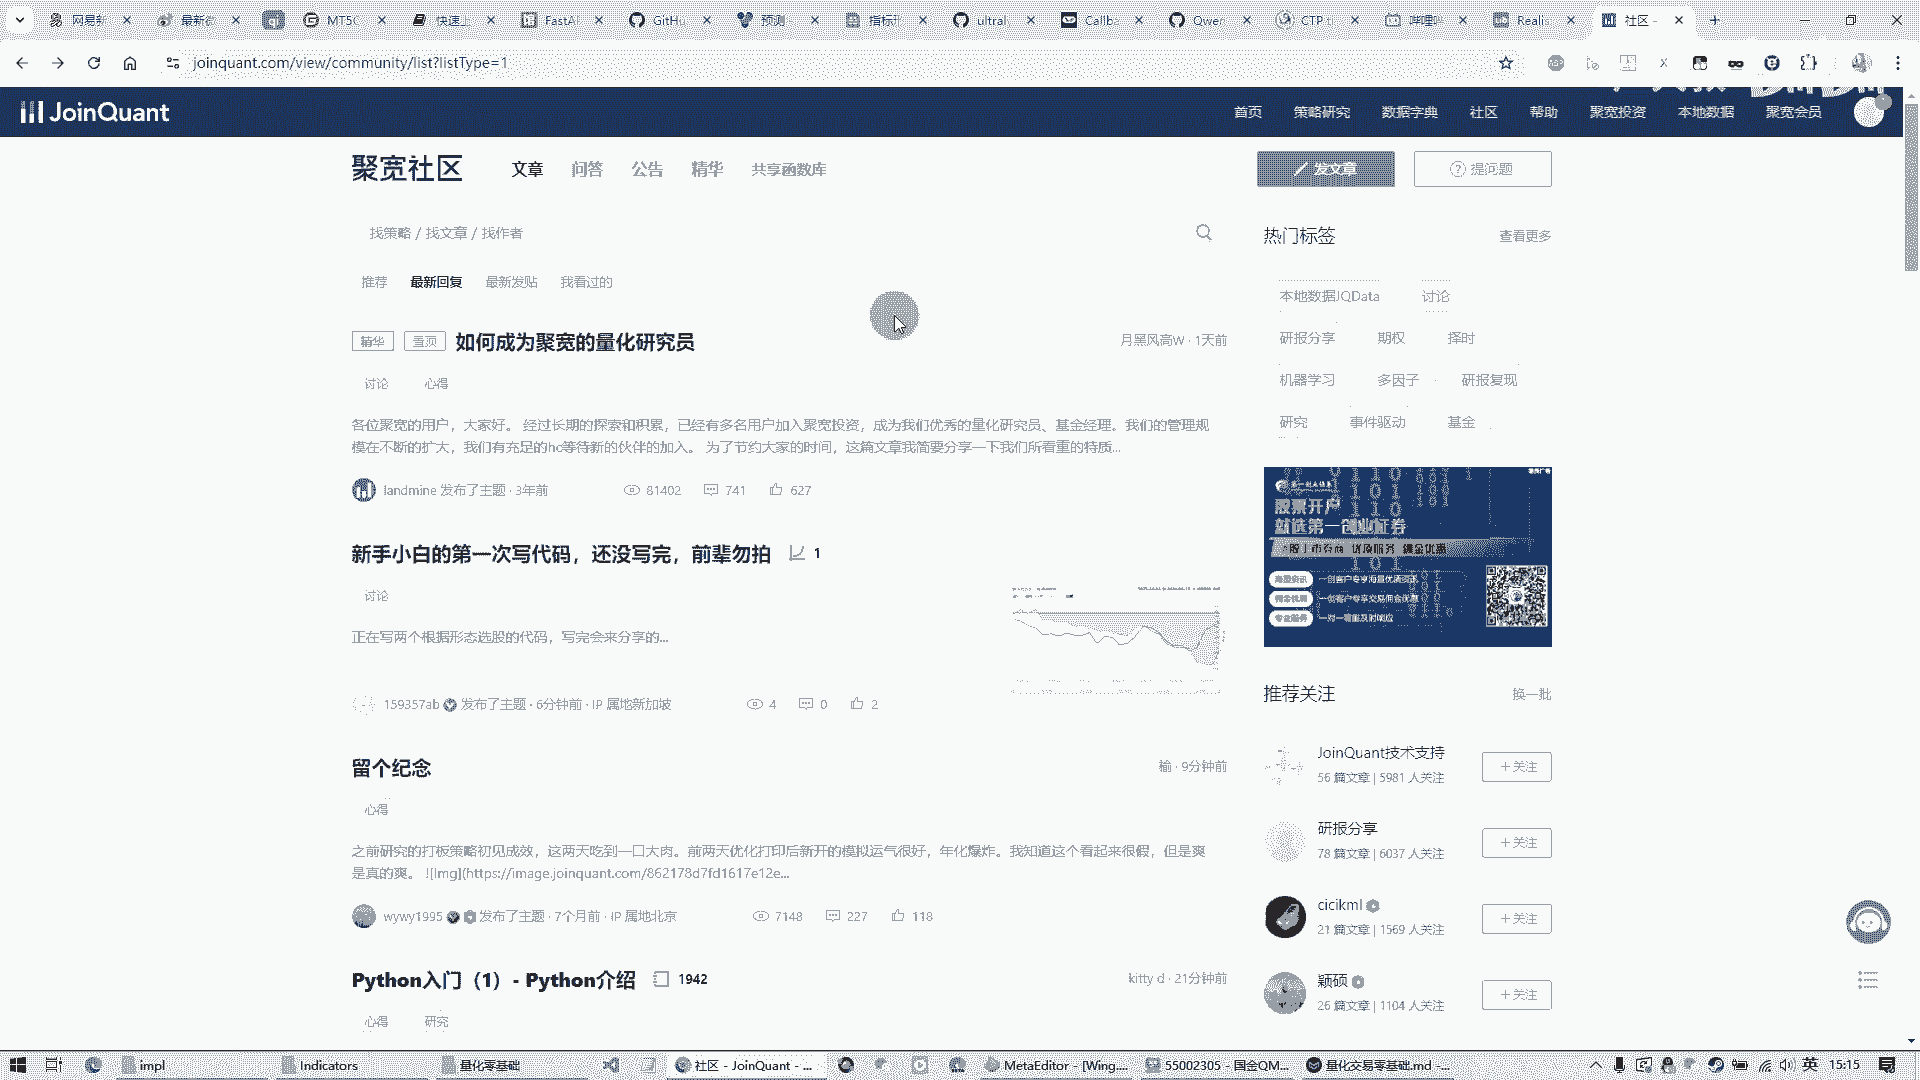 网易新
最新微
MT5C
快速上
FastAI
GitHu
预测
指标形
ultraly
Callba
Qwen
CTP ti
哔哩哔
Realis
社区 -
joinquant.com/view/community/list?listType=1
JoinQuant
首页 策略研究 数据字典 社区 帮助 聚宽投资 本地数据 聚宽会员
聚宽社区 文章 问答 公告 精华 共享函数库
发文章
提问题
找策略 / 找文章 / 找作者
推荐 最新回复 最新发贴 我看过的
精华 置顶 如何成为聚宽的量化研究员
月黑风高W · 1天前
讨论 心得
各位聚宽的用户，大家好。 经过长期的探索和积累，已经有多名用户加入聚宽投资，成为我们优秀的量化研究员、基金经理。我们的管理规
模在不断的扩大，我们有充足的hc等待新的伙伴的加入。 为了节约大家的时间，这篇文章我简要分享一下我们所看重的特质...
landmine 发布了主题 · 3年前 81402 741 627
新手小白的第一次写代码，还没写完，前辈勿拍 1
讨论
正在写两个根据形态选股的代码，写完会来分享的...
159357ab 发布了主题 · 6分钟前 · IP 属地新加坡 4 0 2
留个纪念
榆 · 9分钟前
心得
之前研究的打板策略初见成效，这两天吃到一口大肉。前两天优化打印后新开的模拟运气很好，年化爆炸。我知道这个看起来很假，但是爽
是真的爽。 ![Img](https://image.joinquant.com/862178d7fd1617e12e...
wywy1995 发布了主题 · 7个月前 · IP 属地北京 7148 227 118
Python入门（1）- Python介绍 1942
kitty d · 21分钟前
心得 研究
热门标签 查看更多
本地数据JQData 讨论
研报分享 期权 择时
机器学习 多因子 研报复现
研究 事件驱动 基金
股票开户
就选第一创业证券
推荐关注 换一批
JoinQuant技术支持
56 篇文章 | 5981 人关注
+ 关注
研报分享
78 篇文章 | 6037 人关注
+ 关注
cicikml
21 篇文章 | 1569 人关注
+ 关注
颖硕
26 篇文章 | 1104 人关注
+ 关注
impl
Indicators
量化零基础
社区 - JoinQuant - ...
MetaEditor - [Wing...
55002305 - 国金QM...
量化交易零基础.md -...
英
15:15